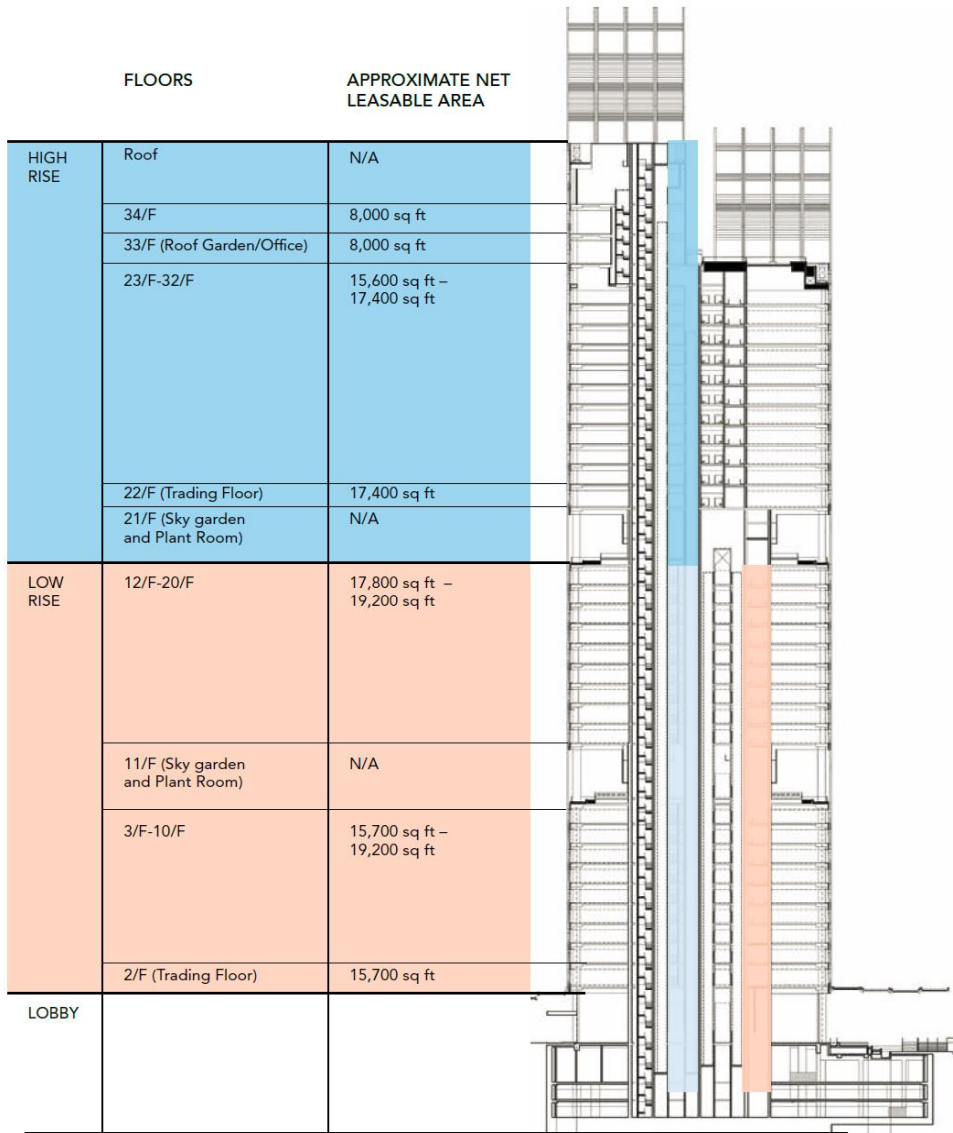 FLOORS
APPROXIMATE NET
LEASABLE AREA
HIGH
RISE
Roof
N/A
34/F
8,000 sq ft
33/F (Roof Garden/Office)
8,000 sq ft
23/F-32/F
15,600 sq ft –
17,400 sq ft
22/F (Trading Floor)
17,400 sq ft
21/F (Sky garden
and Plant Room)
N/A
LOW
RISE
12/F-20/F
17,800 sq ft  –
19,200 sq ft
11/F (Sky garden
and Plant Room)
N/A
3/F-10/F
15,700 sq ft –
19,200 sq ft
2/F (Trading Floor)
15,700 sq ft
LOBBY